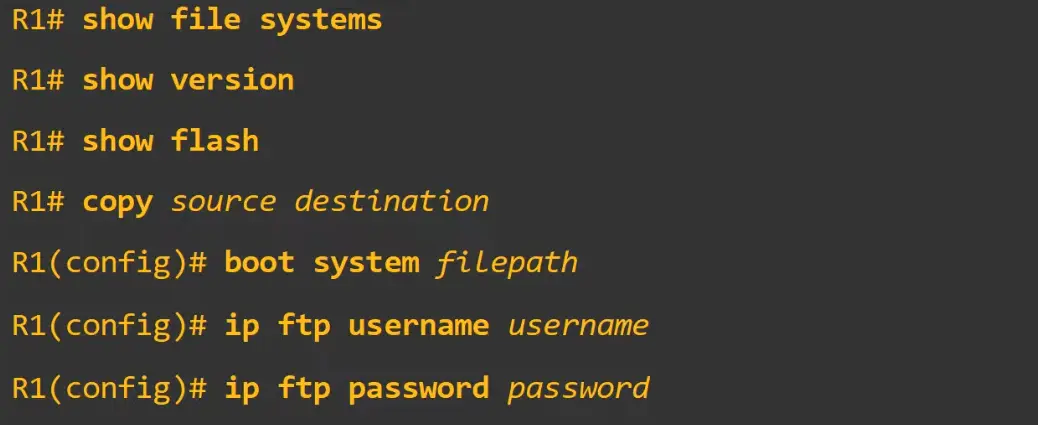 R1# show file systems
R1# show version
R1# show flash
R1# copy source destination
R1(config)# boot system filepath
R1(config)# ip ftp username username
R1(config)# ip ftp password password